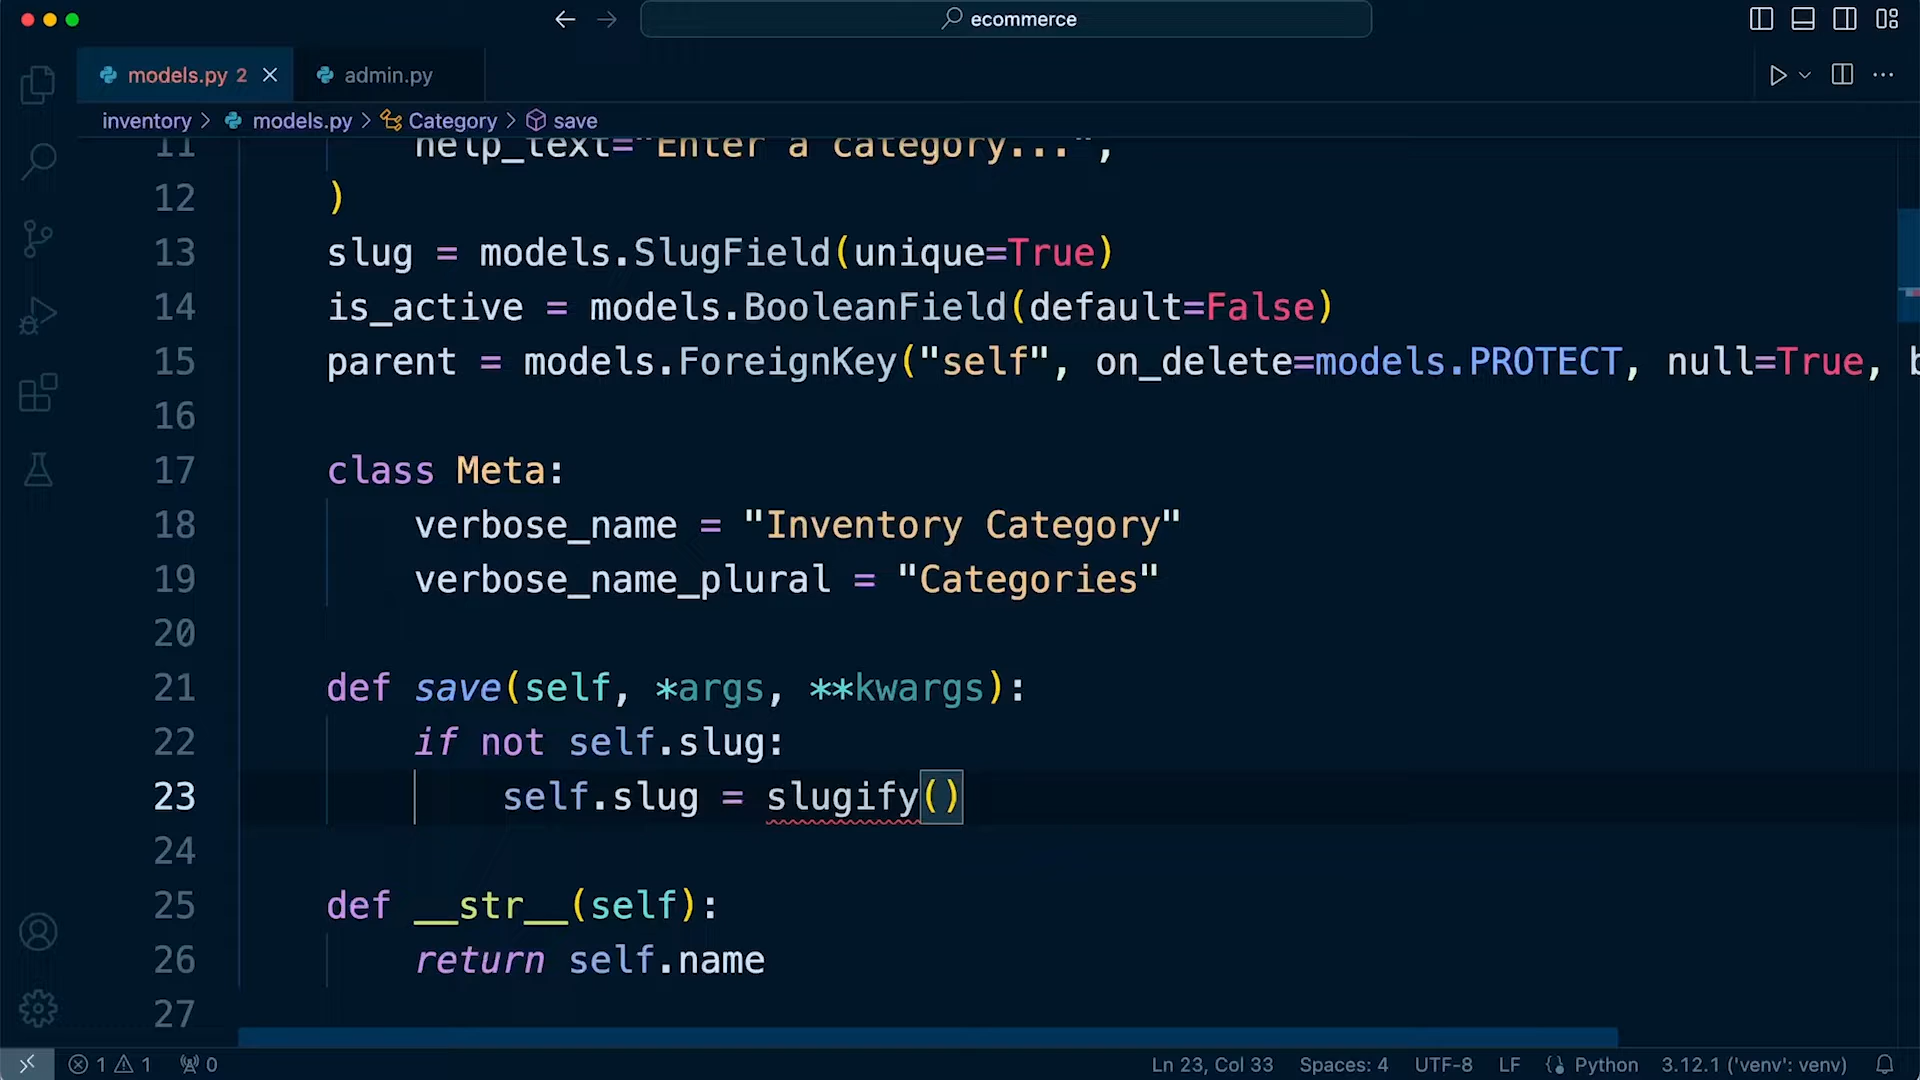 ecommerce
models.py 2
admin.py
inventory > models.py > Category > save
11 help_text="Enter a category...",
12 )
13 slug = models.SlugField(unique=True)
14 is_active = models.BooleanField(default=False)
15 parent = models.ForeignKey("self", on_delete=models.PROTECT, null=True,
16
17 class Meta:
18 verbose_name = "Inventory Category"
19 verbose_name_plural = "Categories"
20
21 def save(self, *args, **kwargs):
22 if not self.slug:
23 self.slug = slugify()
24
25 def __str__(self):
26 return self.name
27
1 1 0 Ln 23, Col 33 Spaces: 4 UTF-8 LF Python 3.12.1 ('venv': venv)